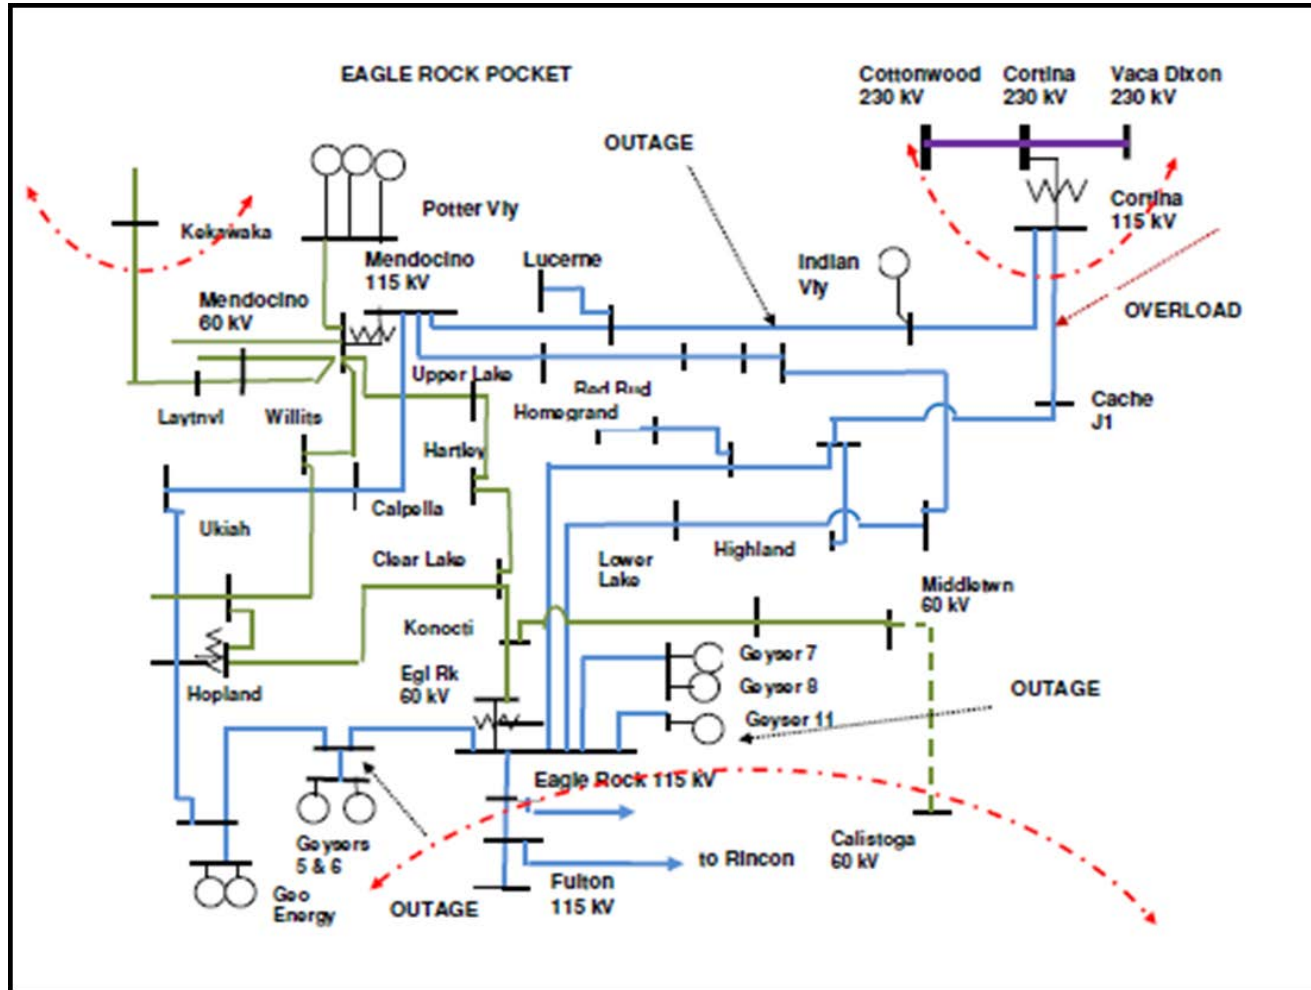 EAGLE ROCK POCKET
Cottonwood
230 kV
Cortina
230 kV
Vaca Dixon
230 kV
OUTAGE
Potter Vly
Cortina
115 kV
Kekawaka
Mendocino
115 kV
Lucerne
Indian
Vly
Mendocino
60 kV
OVERLOAD
Upper Lake
Red Bud
Homegrand
Cache
J1
Laytnvl
Willits
Hartley
Calpella
Ukiah
Clear Lake
Lower
Lake
Highland
Middletwn
60 kV
Konocti
Egl Rk
60 kV
Geyser 7
Geyser 8
Geyser 11
OUTAGE
Hopland
Eagle Rock 115 kV
Geysers
5 & 6
Calistoga
60 kV
to Rincon
Geo
Energy
OUTAGE
Fulton
115 kV